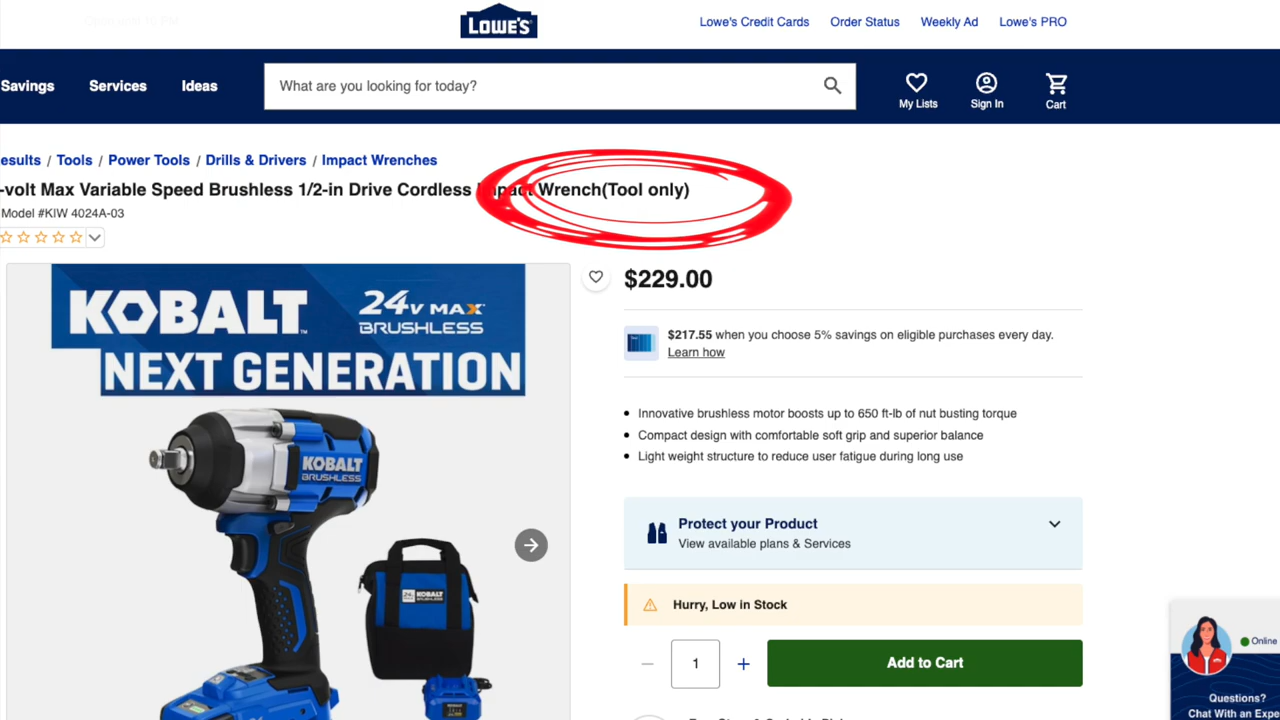 Open until 10 PM
LOWE'S
Lowe's Credit Cards Order Status Weekly Ad Lowe's PRO
Savings Services Ideas What are you looking for today? My Lists Sign In Cart
esults / Tools / Power Tools / Drills & Drivers / Impact Wrenches
-volt Max Variable Speed Brushless 1/2-in Drive Cordless Impact Wrench(Tool only)
Model #KIW 4024A-03
KOBALT™ 24V MAX BRUSHLESS
NEXT GENERATION
KOBALT
BRUSHLESS
KOBALT
$229.00
$217.55 when you choose 5% savings on eligible purchases every day.
Learn how
Innovative brushless motor boosts up to 650 ft-lb of nut busting torque
Compact design with comfortable soft grip and superior balance
Light weight structure to reduce user fatigue during long use
Protect your Product
View available plans & Services
Hurry, Low in Stock
1
Add to Cart
Online
Questions?
Chat With an Expe